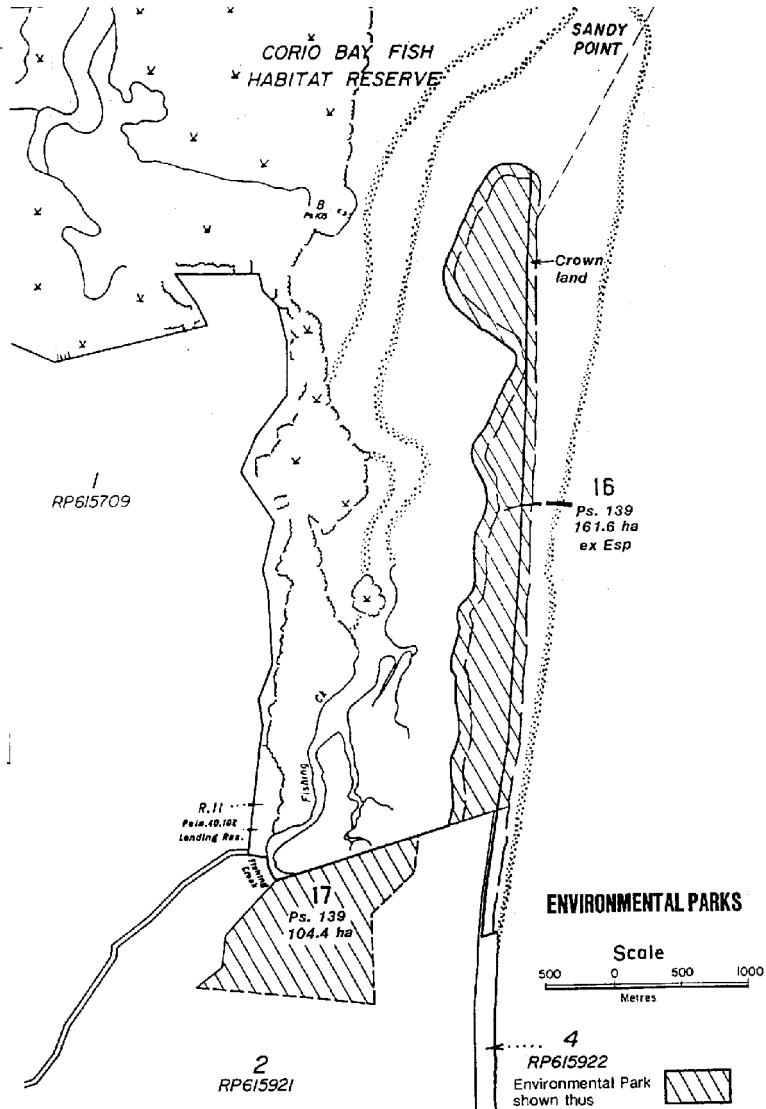 SANDY
POINT
CORIO BAY FISH
HABITAT RESERVE
B
Crown
land
1
RP615709
16
Ps. 139
161.6 ha
ex Esp
Ck
Fishing
R.11
Landing Res.
Fishing
Creek
17
Ps. 139
104.4 ha
ENVIRONMENTAL PARKS
Scale
500 0 500 1000
Metres
2
RP615921
4
RP615922
Environmental Park
shown thus